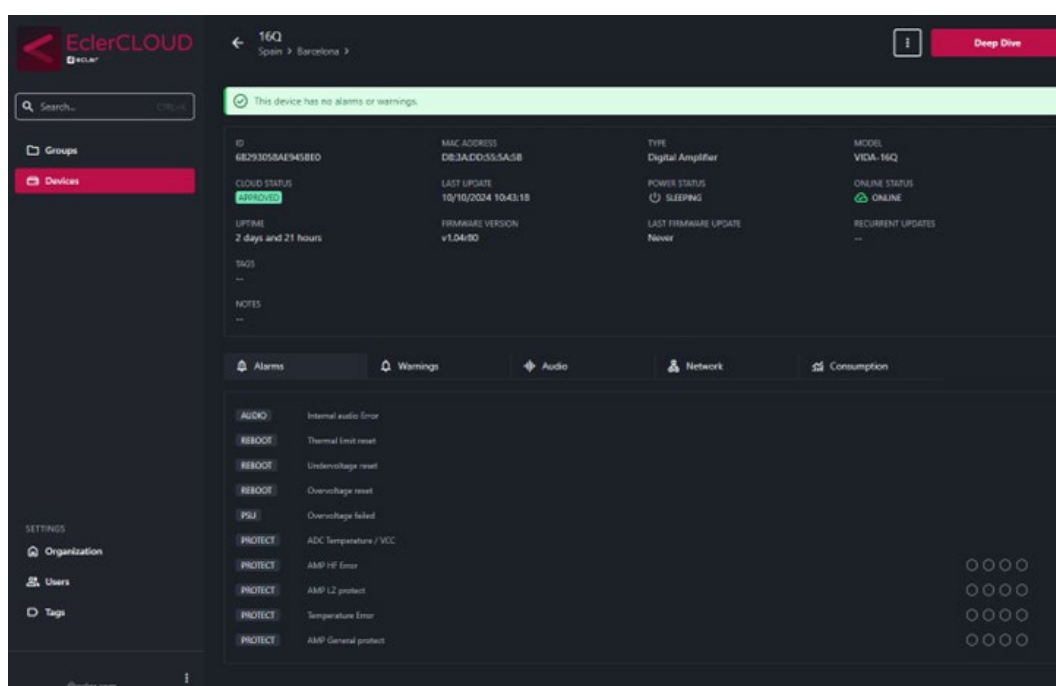 EclerCLOUD
ECLER
Search... CTRL+K
Groups
Devices
SETTINGS
Organization
Users
Tags
16Q
Spain > Barcelona >
Deep Dive
This device has no alarms or warnings.
ID MAC ADDRESS TYPE MODEL
6B293058AE945BE0 D8:3A:DD:55:5A:5B Digital Amplifier VIDA-16Q
CLOUD STATUS LAST UPDATE POWER STATUS ONLINE STATUS
APPROVED 10/10/2024 10:43:18 SLEEPING ONLINE
UPTIME FIRMWARE VERSION LAST FIRMWARE UPDATE RECURRENT UPDATES
2 days and 21 hours v1.04r80 Never --
TAGS
--
NOTES
--
Alarms Warnings Audio Network Consumption
AUDIO Internal audio Error
REBOOT Thermal limit reset
REBOOT Undervoltage reset
REBOOT Overvoltage reset
PSU Overvoltage failed
PROTECT ADC Temperature / VCC
PROTECT AMP HF Error
PROTECT AMP LZ protect
PROTECT Temperature Error
PROTECT AMP General protect